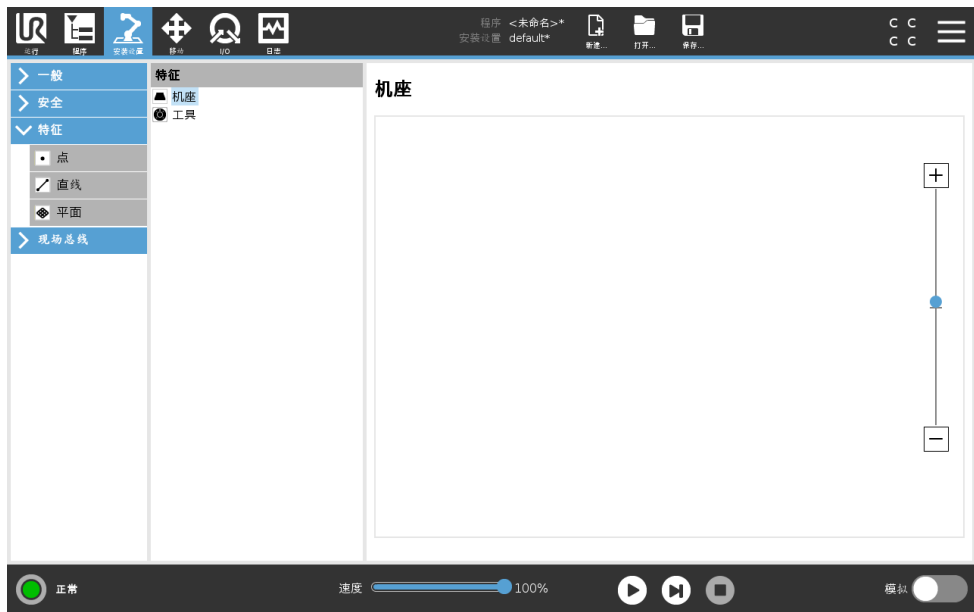 程序 <未命名>*
安装设置 default*
运行
程序
安装设置
移动
I/O
日志
新建...
打开...
保存...
C C
C C
一般
安全
特征
点
直线
平面
现场总线
特征
机座
工具
机座
正常
速度
100%
模拟